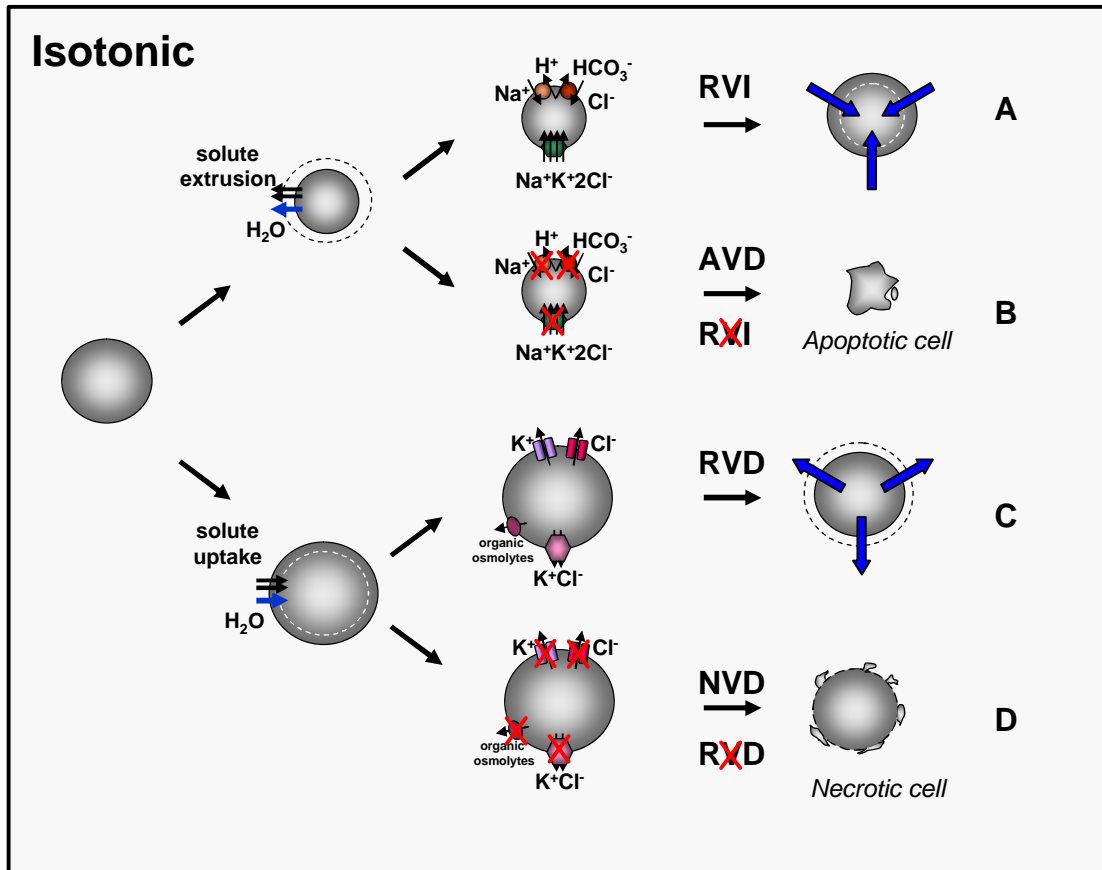 Isotonic
H⁺ HCO₃⁻
Na⁺ Cl⁻
Na⁺K⁺2Cl⁻
RVI
A
solute
extrusion
H₂O
H⁺ HCO₃⁻
Na⁺ Cl⁻
Na⁺K⁺2Cl⁻
AVD
RVI
Apoptotic cell
B
K⁺ Cl⁻
organic
osmolytes
K⁺Cl⁻
RVD
C
solute
uptake
H₂O
K⁺ Cl⁻
organic
osmolytes
K⁺Cl⁻
NVD
RVD
Necrotic cell
D